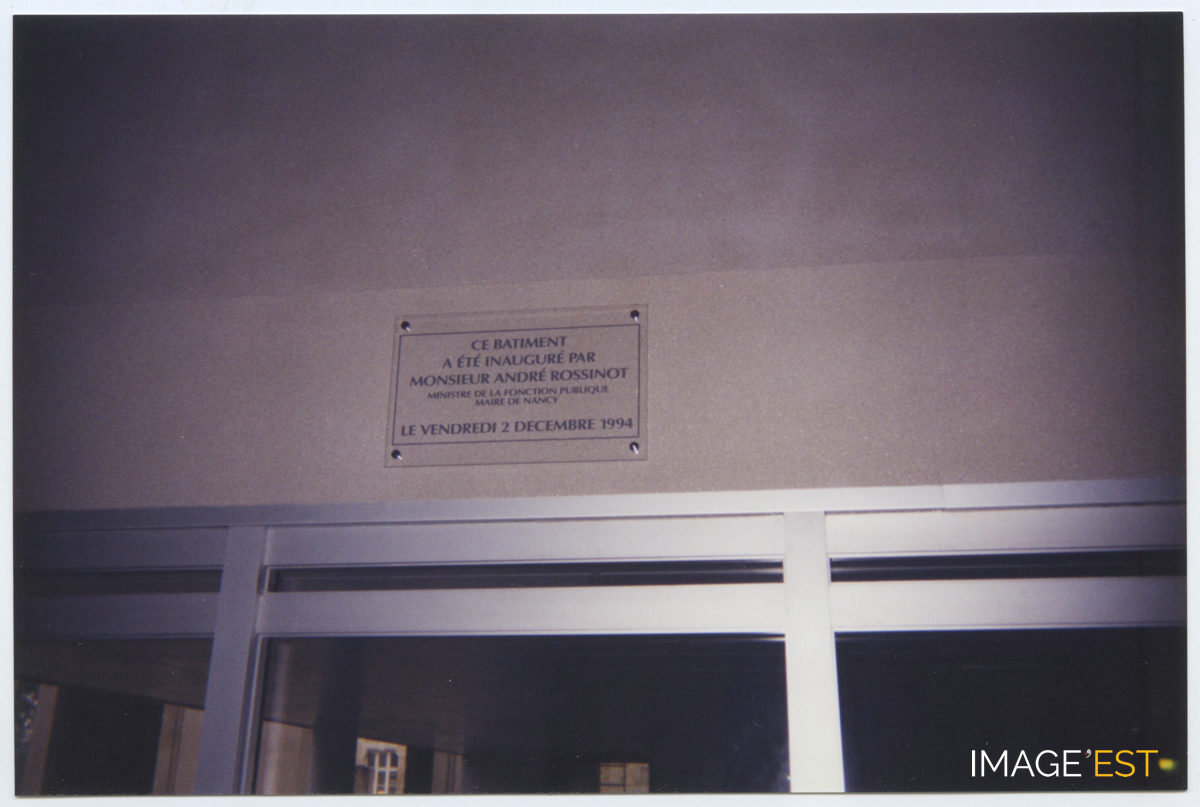 CE BATIMENT
A ÉTÉ INAUGURÉ PAR
MONSIEUR ANDRÉ ROSSINOT
MINISTRE DE LA FONCTION PUBLIQUE
MAIRE DE NANCY
LE VENDREDI 2 DECEMBRE 1994
IMAGE'EST